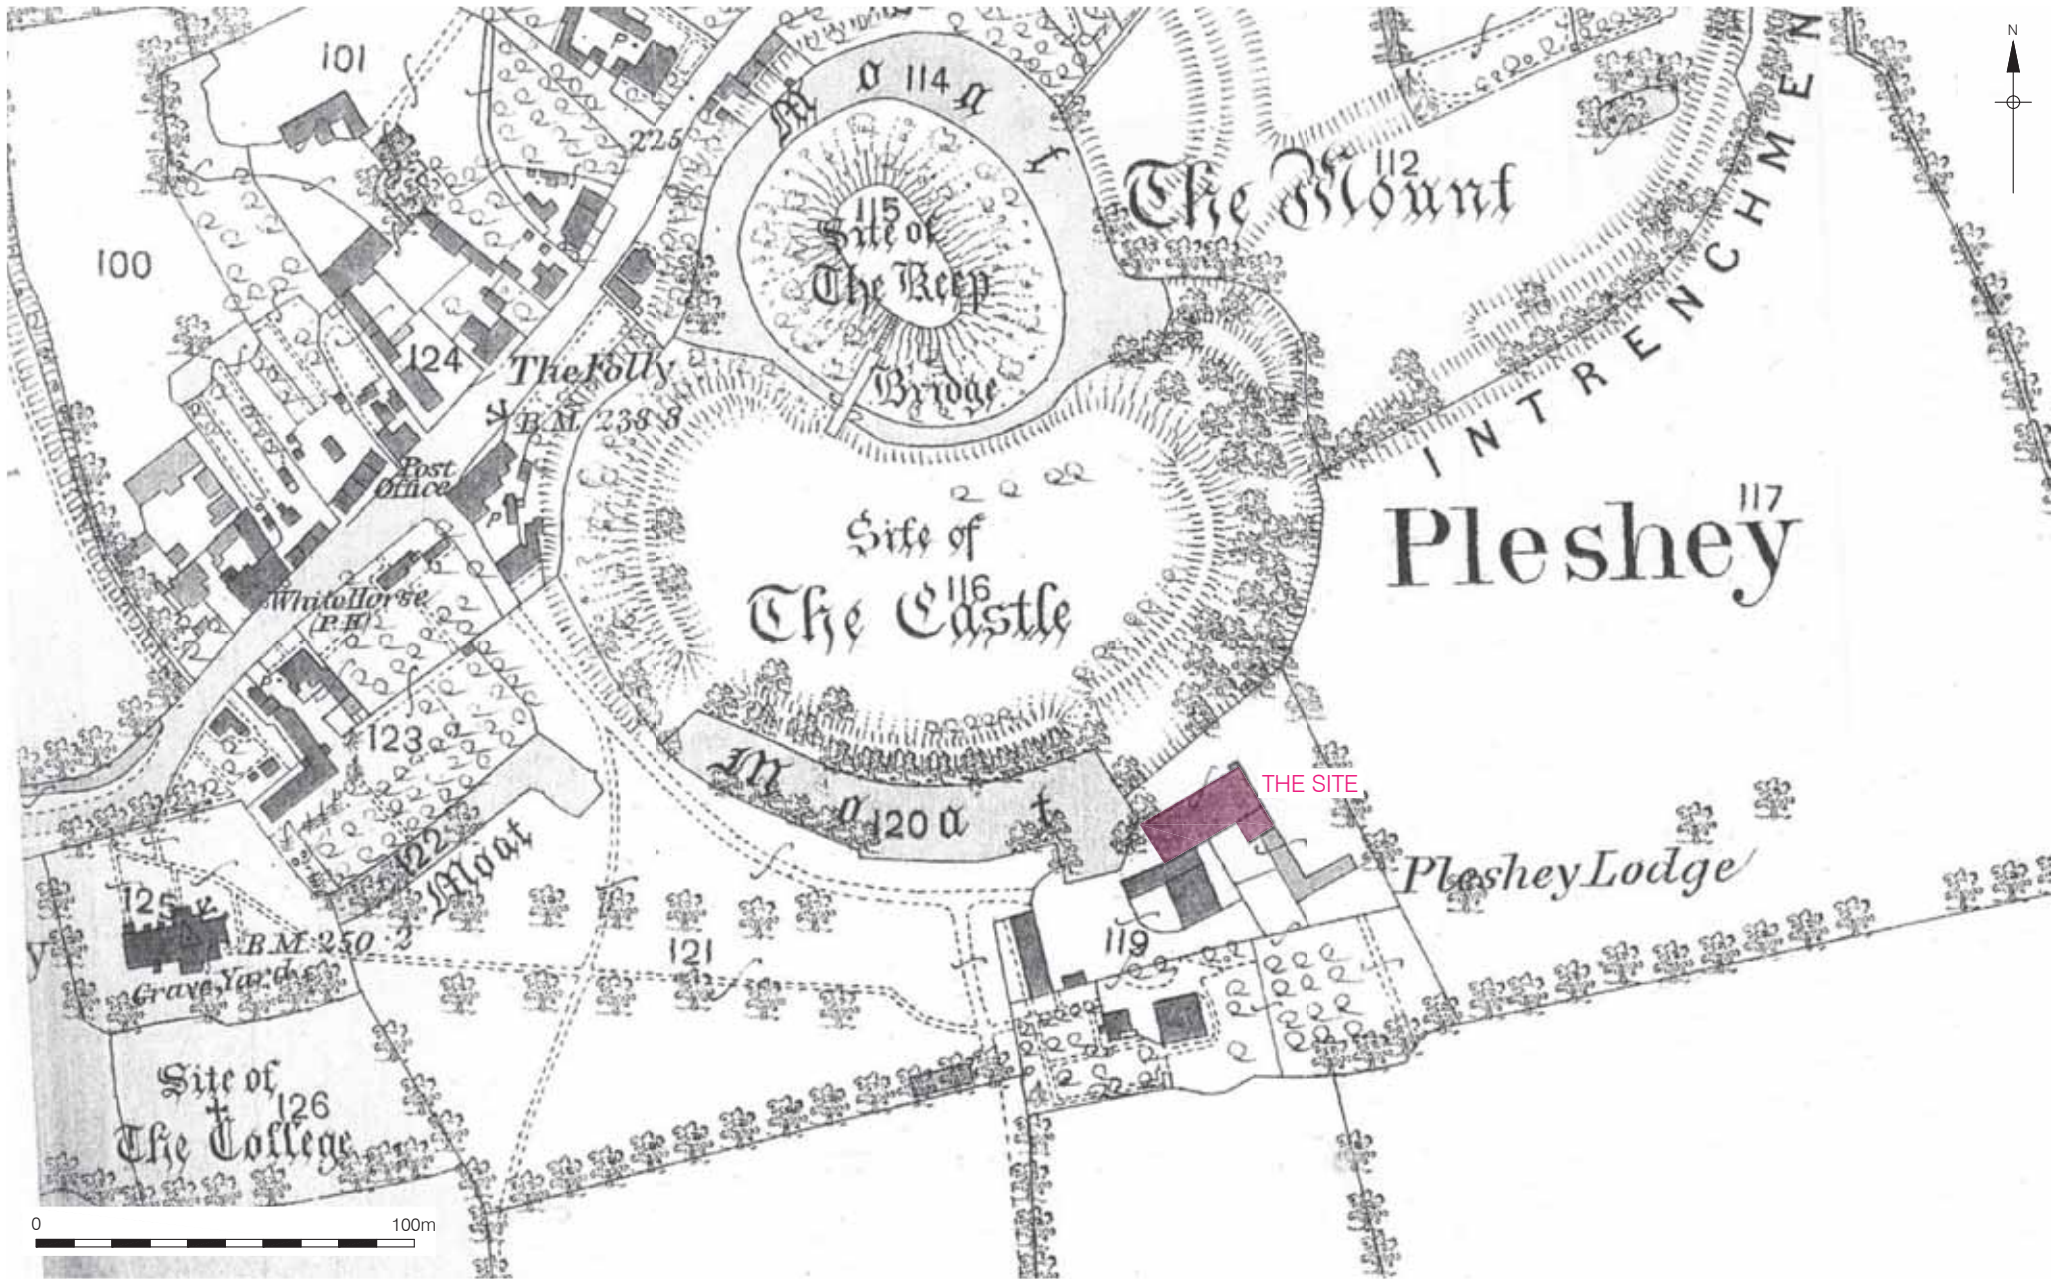 N
101
M o 114 a t
225
The Mount
112
100
115
Site of
The Keep
124
The Folly
Bridge
B.M. 238·8
INTRENCHMEN
Post
Office
P
P
117
Pleshey
Site of
116
The Castle
White Horse
(P.H)
P
123
M o 120 a t
THE SITE
122
Moat
Pleshey Lodge
125
B.M. 250·2
Grave Yard
y
121
119
Site of
126
The College
0 100m